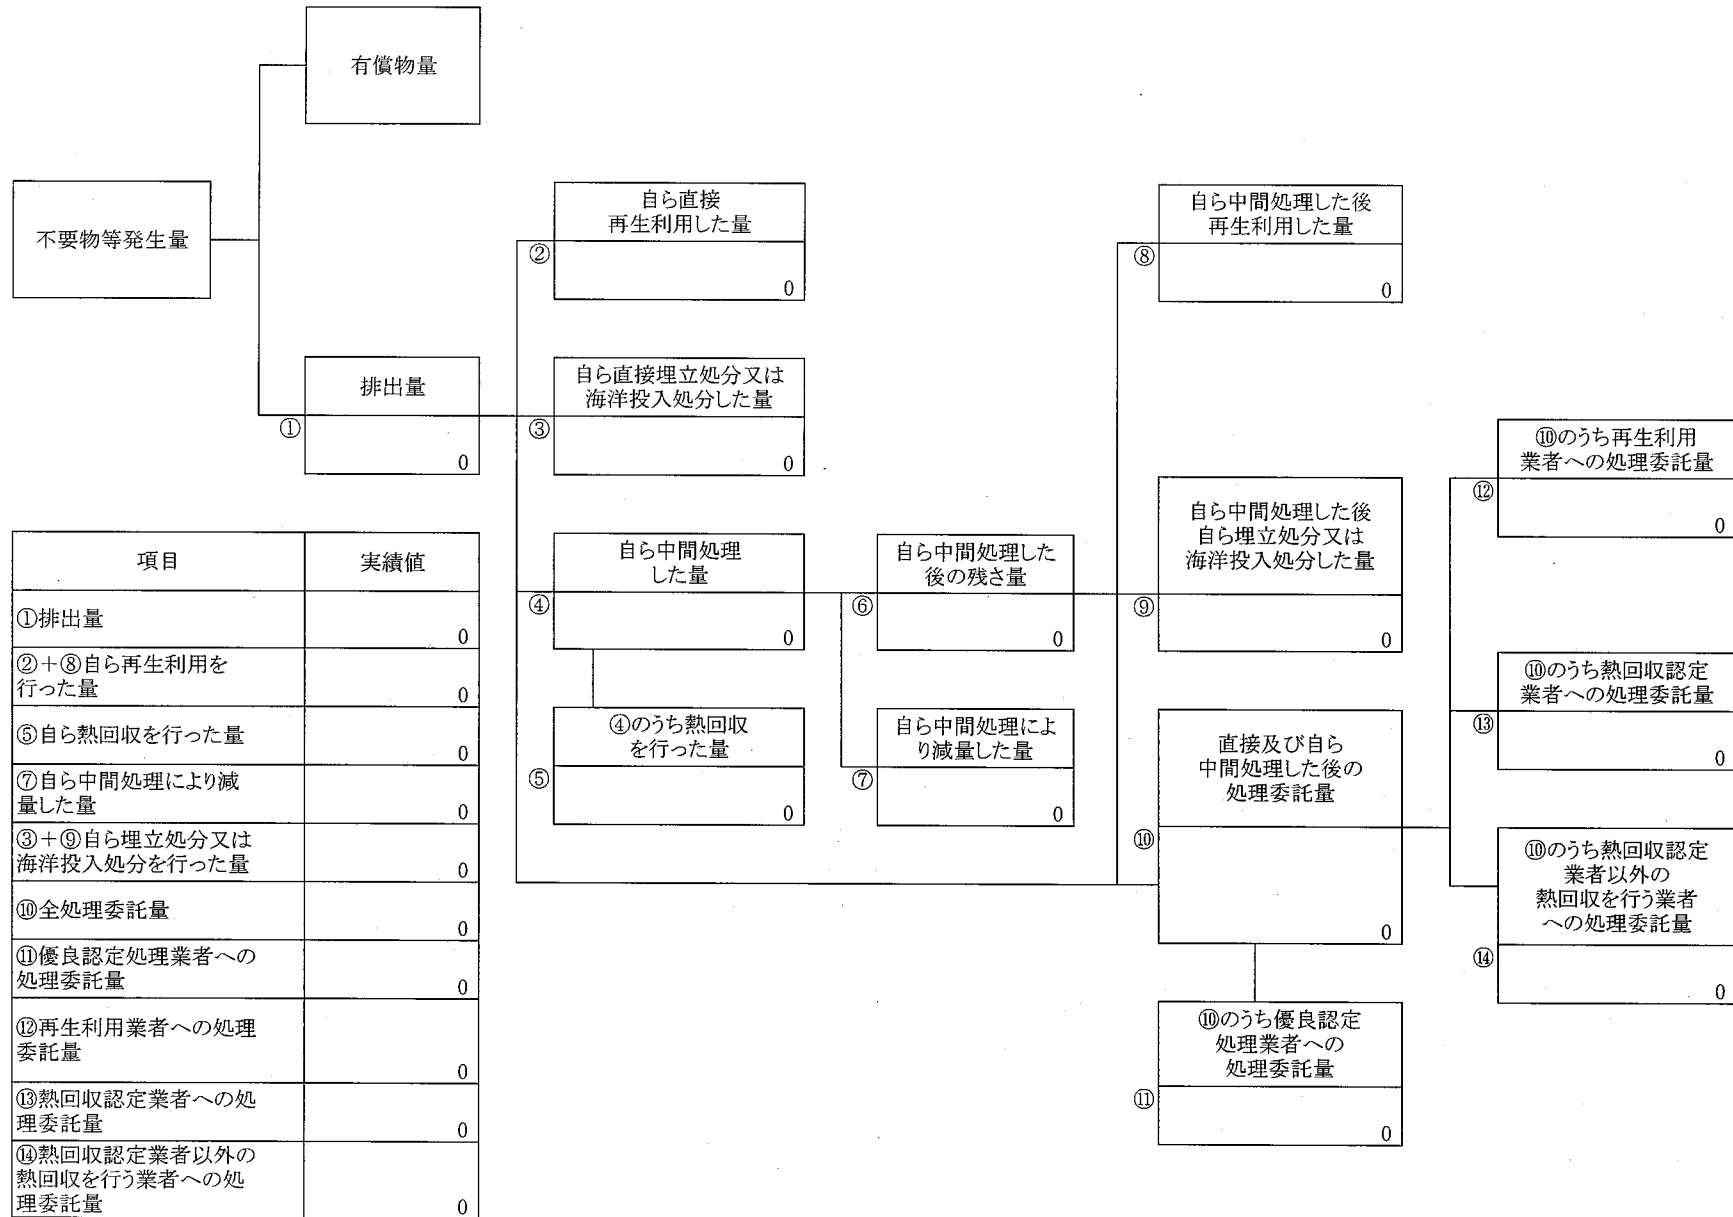 有償物量
不要物等発生量
排出量
①
0
自ら直接
再生利用した量
②
0
自ら直接埋立処分又は
海洋投入処分した量
③
0
自ら中間処理
した量
④
0
④のうち熱回収
を行った量
⑤
0
自ら中間処理した
後の残さ量
⑥
0
自ら中間処理によ
り減量した量
⑦
0
自ら中間処理した後
再生利用した量
⑧
0
自ら中間処理した後
自ら埋立処分又は
海洋投入処分した量
⑨
0
直接及び自ら
中間処理した後の
処理委託量
⑩
0
⑩のうち優良認定
処理業者への
処理委託量
⑪
0
⑩のうち再生利用
業者への処理委託量
⑫
0
⑩のうち熱回収認定
業者への処理委託量
⑬
0
⑩のうち熱回収認定
業者以外の
熱回収を行う業者
への処理委託量
⑭
0
項目 実績値
①排出量
0
②+⑧自ら再生利用を
行った量
0
⑤自ら熱回収を行った量
0
⑦自ら中間処理により減
量した量
0
③+⑨自ら埋立処分又は
海洋投入処分を行った量
0
⑩全処理委託量
0
⑪優良認定処理業者への
処理委託量
0
⑫再生利用業者への処理
委託量
0
⑬熱回収認定業者への処
理委託量
0
⑭熱回収認定業者以外の
熱回収を行う業者への処
理委託量
0